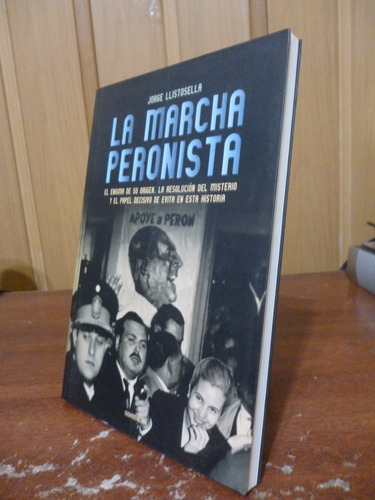 JORGE LLISTOSELLA
LA MARCHA
PERONISTA
EL ENIGMA DE SU ORIGEN. LA RESOLUCIÓN DEL MISTERIO
Y EL PAPEL DECISIVO DE EVITA EN ESTA HISTORIA
APOYE a PERON